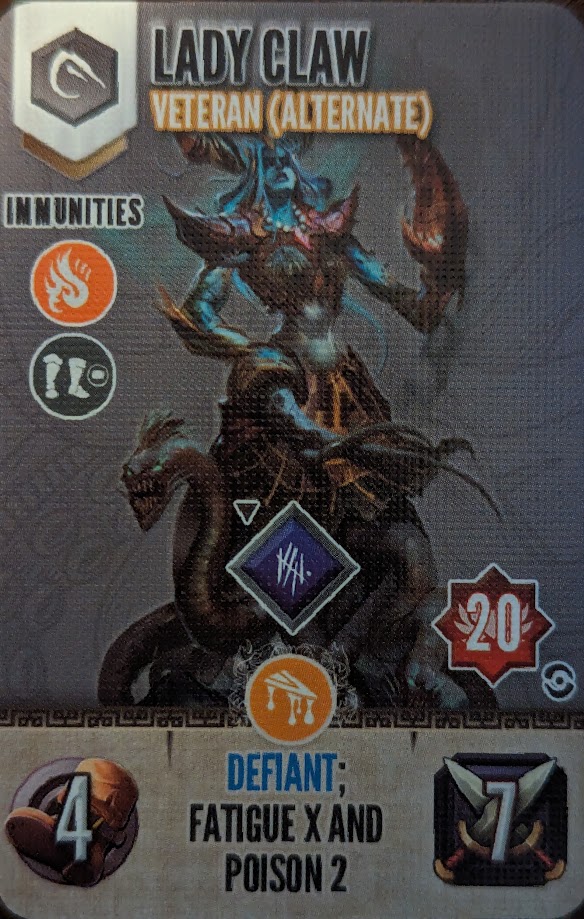 LADY CLAW
VETERAN (ALTERNATE)
IMMUNITIES
20
4
DEFIANT;
FATIGUE X AND
POISON 2
7